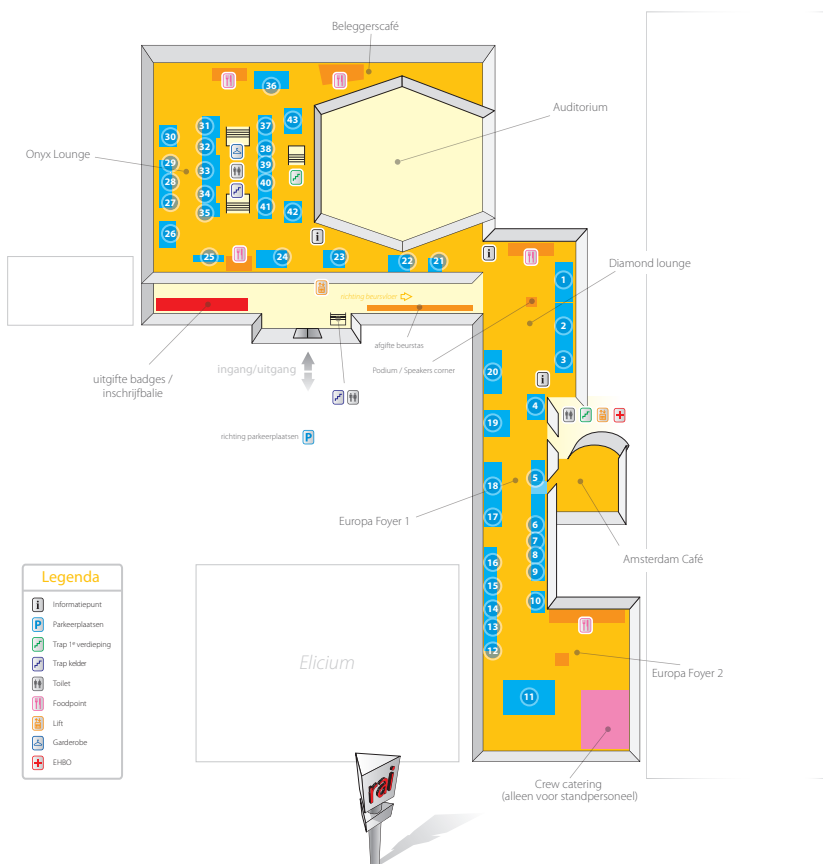 Beleggerscafé
Auditorium
Onyx Lounge
36
43
37
31
30
32
38
29
33
39
28
40
34
27
41
35
42
26
25
24
23
22
21
Diamond lounge
1
2
3
richting beursvloer
afgifte beurstas
Podium / Speakers corner
uitgifte badges /
inschrijfbalie
ingang/uitgang
20
4
19
richting parkeerplaatsen P
18
5
17
Europa Foyer 1
6
7
8
9
16
15
10
14
13
12
Amsterdam Café
Legenda
i Informatiepunt
P Parkeerplaatsen
Trap 1e verdieping
Trap kelder
Toilet
Foodpoint
Lift
Garderobe
EHBO
Elicium
Europa Foyer 2
11
Crew catering
(alleen voor standpersoneel)
rai